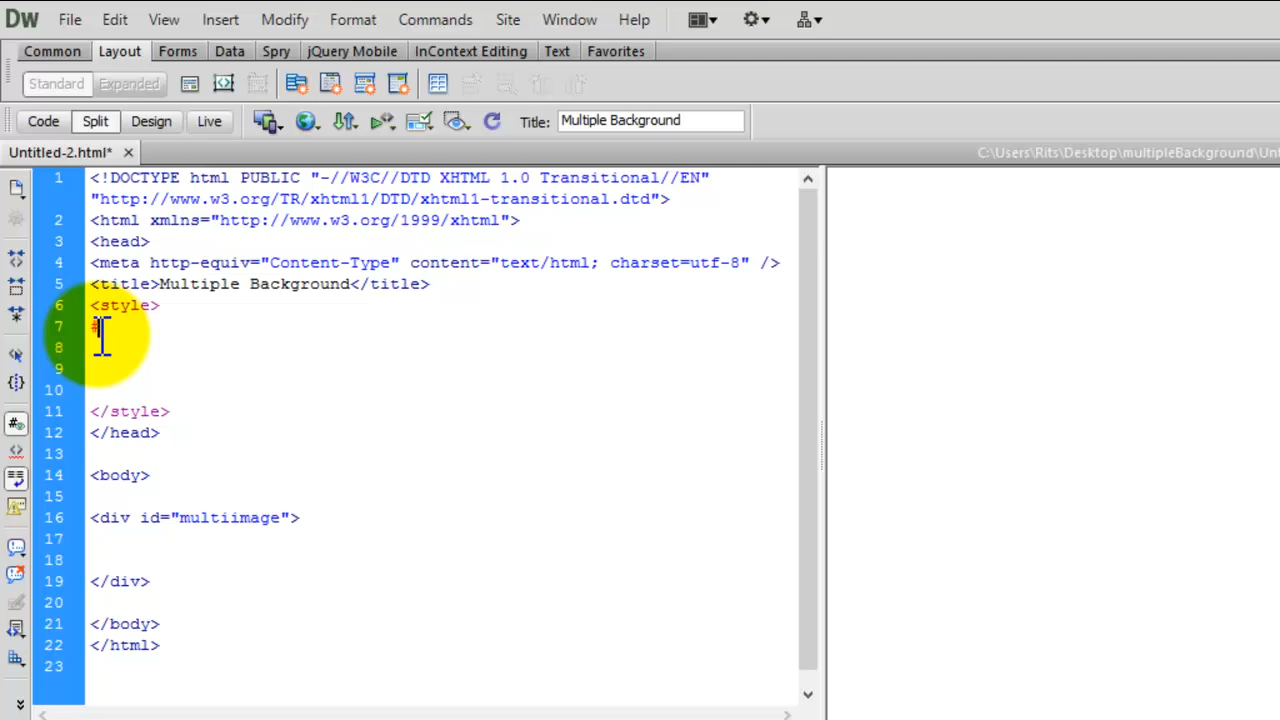 Dw File Edit View Insert Modify Format Commands Site Window Help
Common Layout Forms Data Spry jQuery Mobile InContext Editing Text Favorites
Standard Expanded
Code Split Design Live Title: Multiple Background
Untitled-2.html* C:\Users\Rits\Desktop\multipleBackground\Unt
1 <!DOCTYPE html PUBLIC "-//W3C//DTD XHTML 1.0 Transitional//EN"
"http://www.w3.org/TR/xhtml1/DTD/xhtml1-transitional.dtd">
2 <html xmlns="http://www.w3.org/1999/xhtml">
3 <head>
4 <meta http-equiv="Content-Type" content="text/html; charset=utf-8" />
5 <title>Multiple Background</title>
6 <style>
7 #
8
9
10
11 </style>
12 </head>
13
14 <body>
15
16 <div id="multiimage">
17
18
19 </div>
20
21 </body>
22 </html>
23